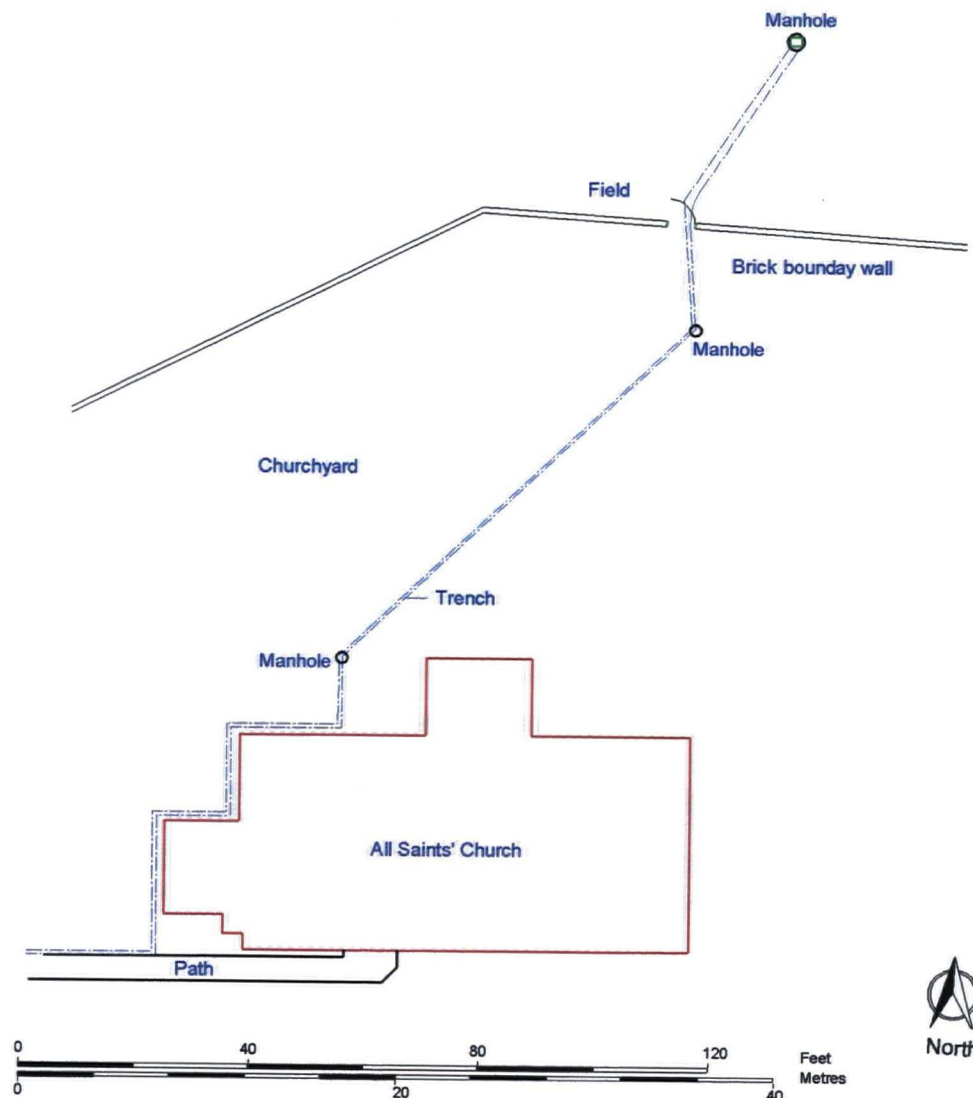 Manhole
Field
Brick bounday wall
Manhole
Churchyard
Trench
Manhole
All Saints' Church
Path
North
0 40 80 120 Feet
0 20 40 Metres